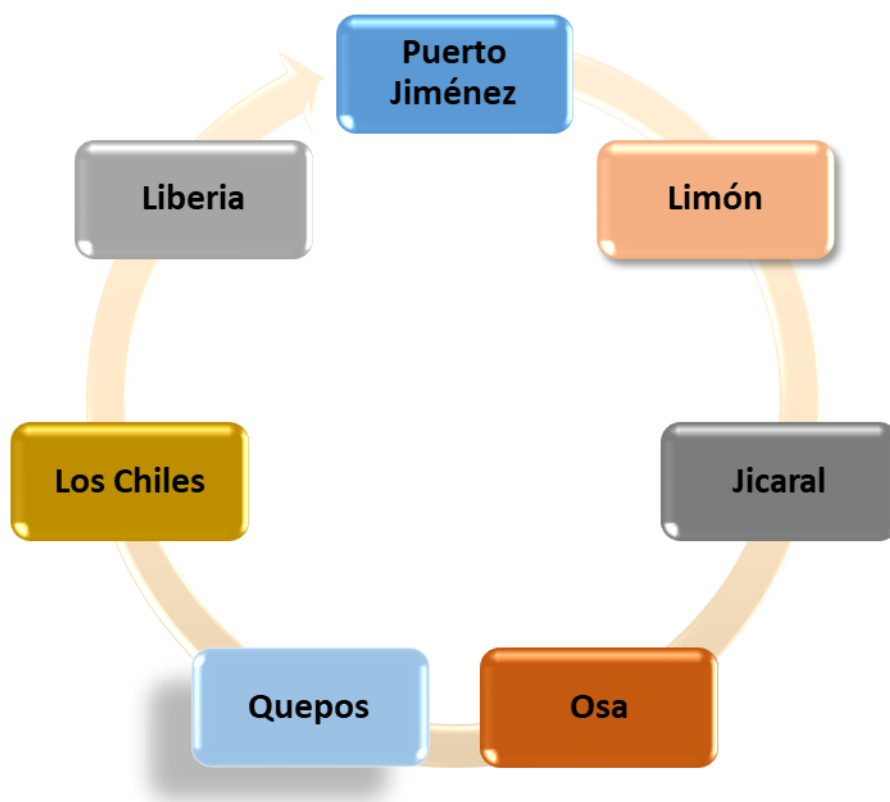 Puerto
Jiménez
Liberia
Limón
Los Chiles
Jicaral
Quepos
Osa